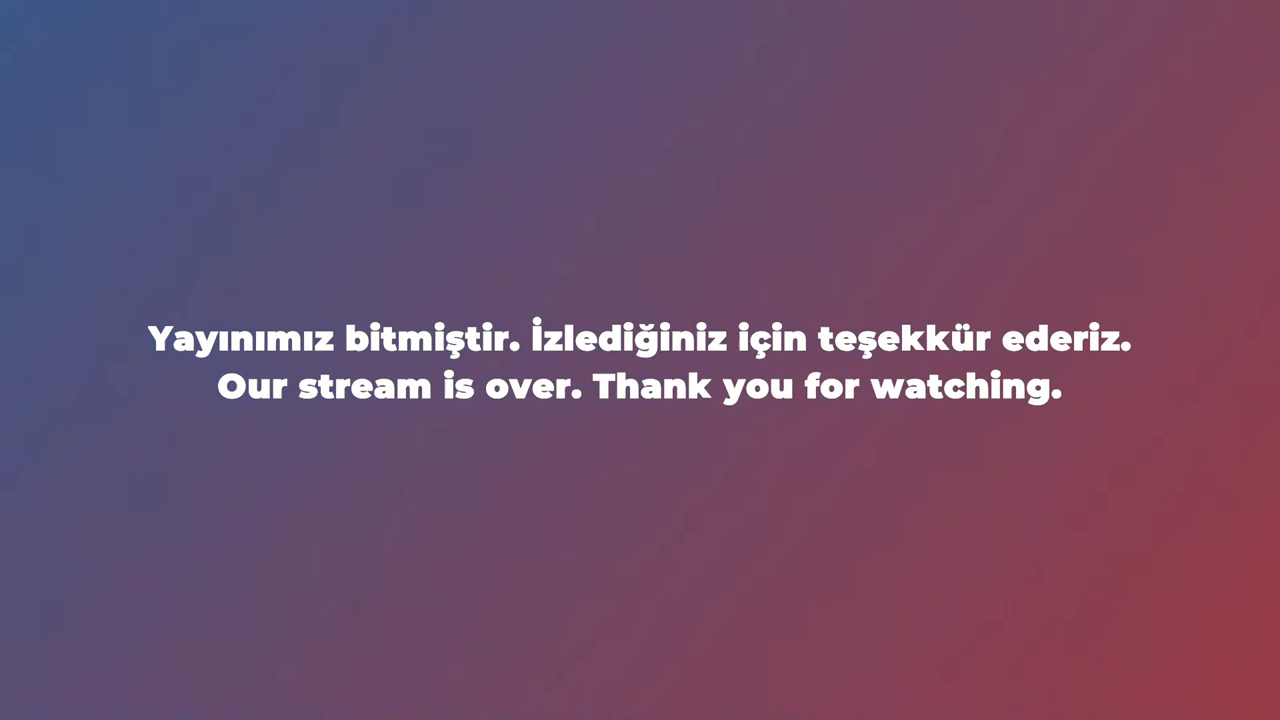 Yayınımız bitmiştir. İzlediğiniz için teşekkür ederiz.
Our stream is over. Thank you for watching.